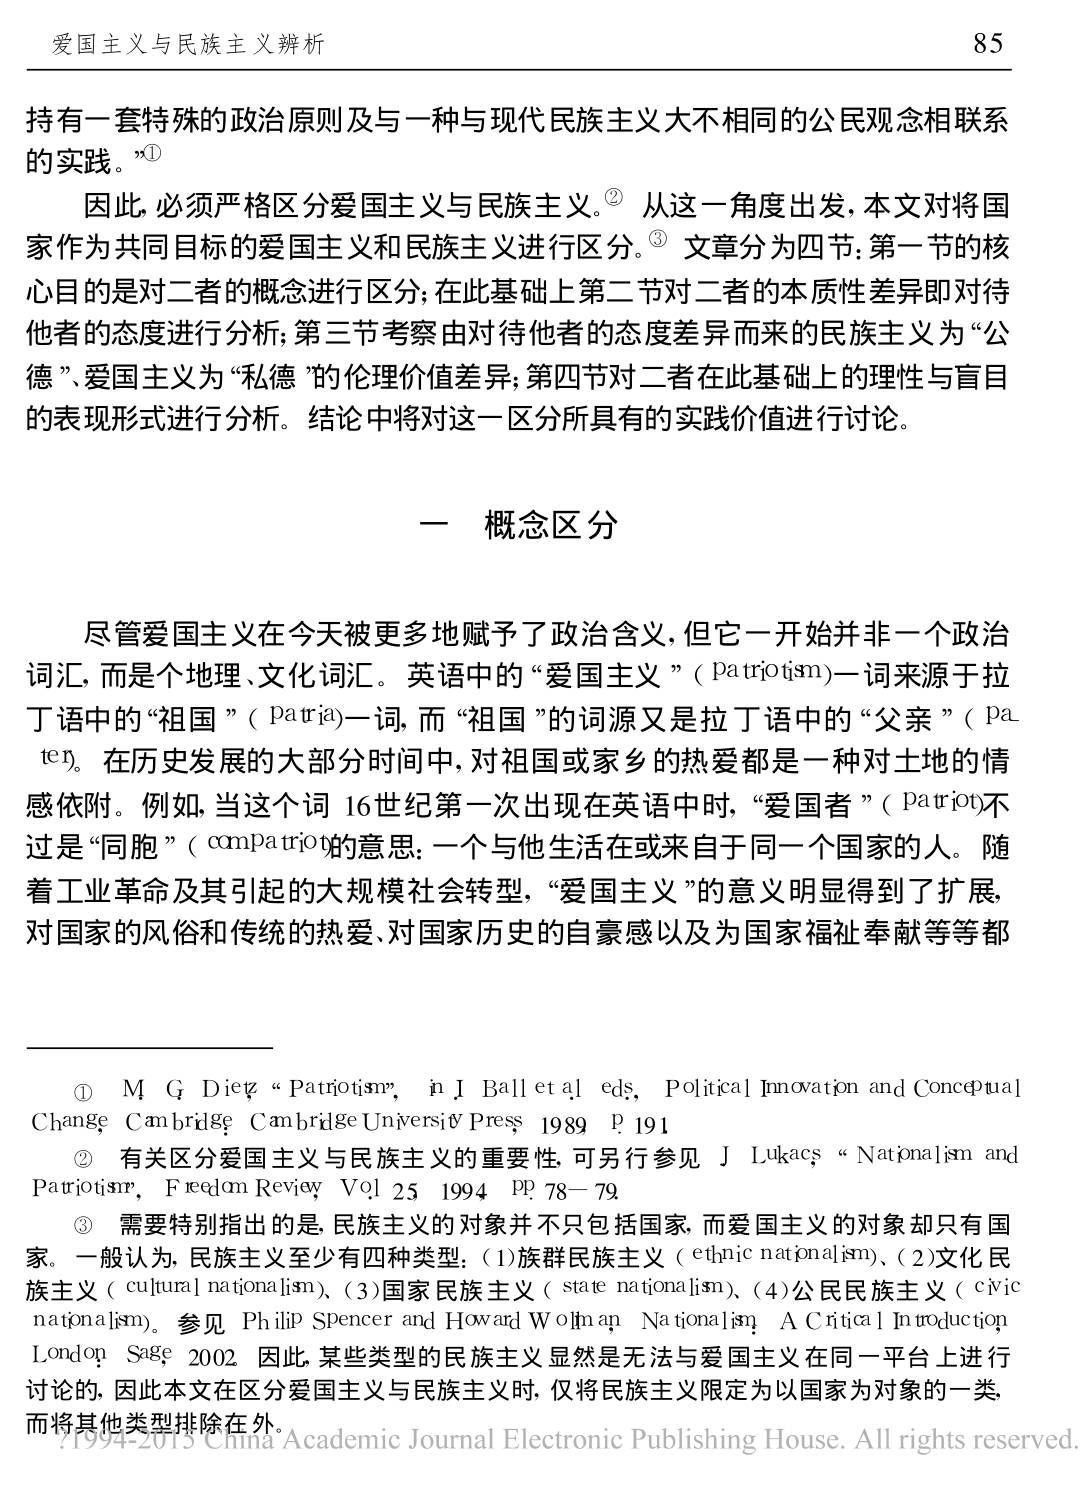 爱国主义与民族主义辨析 85
持有一套特殊的政治原则及与一种与现代民族主义大不相同的公民观念相联系
的实践。”①
因此,必须严格区分爱国主义与民族主义。② 从这一角度出发,本文对将国
家作为共同目标的爱国主义和民族主义进行区分。③ 文章分为四节:第一节的核
心目的是对二者的概念进行区分;在此基础上第二节对二者的本质性差异即对待
他者的态度进行分析;第三节考察由对待他者的态度差异而来的民族主义为“公
德”、爱国主义为“私德”的伦理价值差异;第四节对二者在此基础上的理性与盲目
的表现形式进行分析。结论中将对这一区分所具有的实践价值进行讨论。
一 概念区分
尽管爱国主义在今天被更多地赋予了政治含义,但它一开始并非一个政治
词汇,而是个地理、文化词汇。英语中的“爱国主义”(patriotism)一词来源于拉
丁语中的“祖国”(patria)一词,而“祖国”的词源又是拉丁语中的“父亲”(pa-
ter)。在历史发展的大部分时间中,对祖国或家乡的热爱都是一种对土地的情
感依附。例如,当这个词 16世纪第一次出现在英语中时,“爱国者”(patriot)不
过是“同胞”(compatriot)的意思:一个与他生活在或来自于同一个国家的人。随
着工业革命及其引起的大规模社会转型,“爱国主义”的意义明显得到了扩展,
对国家的风俗和传统的热爱、对国家历史的自豪感以及为国家福祉奉献等等都
① M. G. Dietz, “Patriotism”, in J. Ball et al. eds., Political Innovation and Conceptual
Change, Cambridge: Cambridge University Press, 1989, p. 191.
② 有关区分爱国主义与民族主义的重要性,可另行参见 J. Lukacs, “Nationalism and
Patriotism”, Freedom Review, Vol. 25, 1994, pp. 78—79.
③ 需要特别指出的是,民族主义的对象并不只包括国家,而爱国主义的对象却只有国
家。一般认为,民族主义至少有四种类型:(1)族群民族主义(ethnic nationalism)、(2)文化民
族主义(cultural nationalism)、(3)国家民族主义(state nationalism)、(4)公民民族主义(civic
nationalism)。参见 Philip Spencer and Howard Wollman, Nationalism: A Critical Introduction,
London: Sage, 2002。因此,某些类型的民族主义显然是无法与爱国主义在同一平台上进行
讨论的,因此本文在区分爱国主义与民族主义时,仅将民族主义限定为以国家为对象的一类,
而将其他类型排除在外。
?1994-2015 China Academic Journal Electronic Publishing House. All rights reserved.